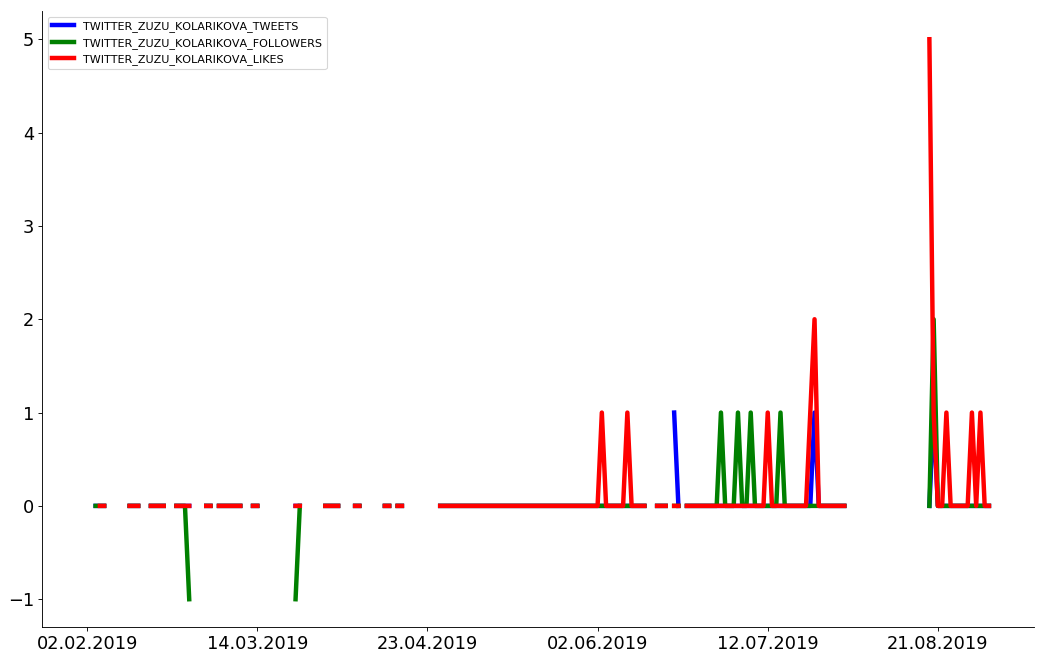 TWITTER_ZUZU_KOLARIKOVA_TWEETS
TWITTER_ZUZU_KOLARIKOVA_FOLLOWERS
TWITTER_ZUZU_KOLARIKOVA_LIKES
5
4
3
2
1
0
−1
02.02.2019 14.03.2019 23.04.2019 02.06.2019 12.07.2019 21.08.2019